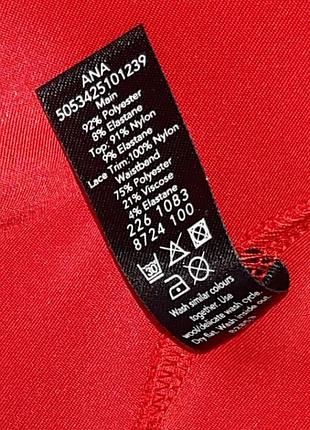 ANA
5053425101239
Main
92% Polyester
8% Elastane
Top: 91% Nylon
9% Elastane
Lace Trim:100% Nylon
Waistband
75% Polyester
21% Viscose
4% Elastane
226 1083
8724 100
30
Wash similar colours
together. Use
wool/delicate wash cycle.
Dry flat. Wash inside out.